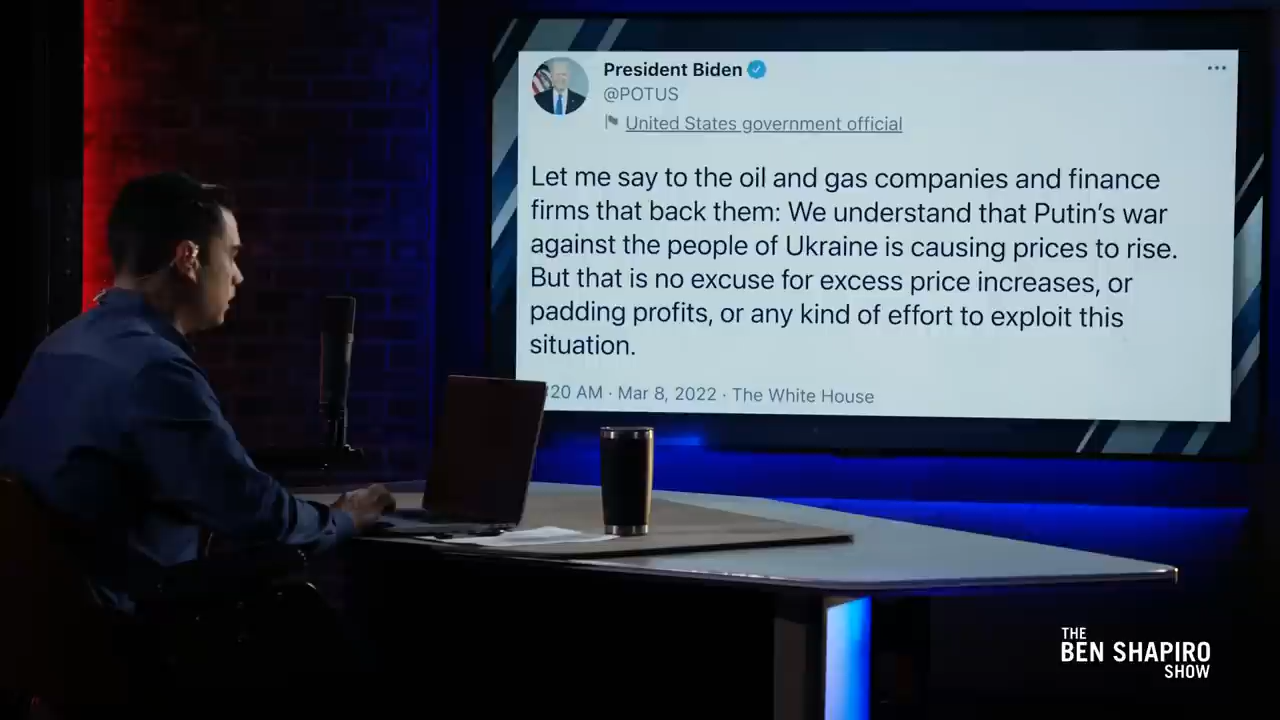 President Biden
@POTUS
United States government official
Let me say to the oil and gas companies and finance
firms that back them: We understand that Putin's war
against the people of Ukraine is causing prices to rise.
But that is no excuse for excess price increases, or
padding profits, or any kind of effort to exploit this
situation.
:20 AM · Mar 8, 2022 · The White House
THE
BEN SHAPIRO
SHOW